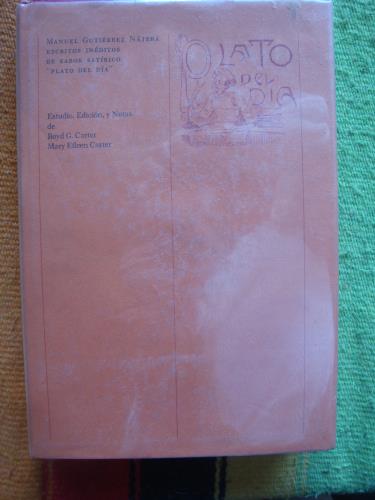 Manuel Gutiérrez Nájera
escritos inéditos
de sabor satírico
"plato del día"
Estudio, Edición, y Notas
de
Boyd G. Carter
Mary Eileen Carter
PLATO
DEL
DIA